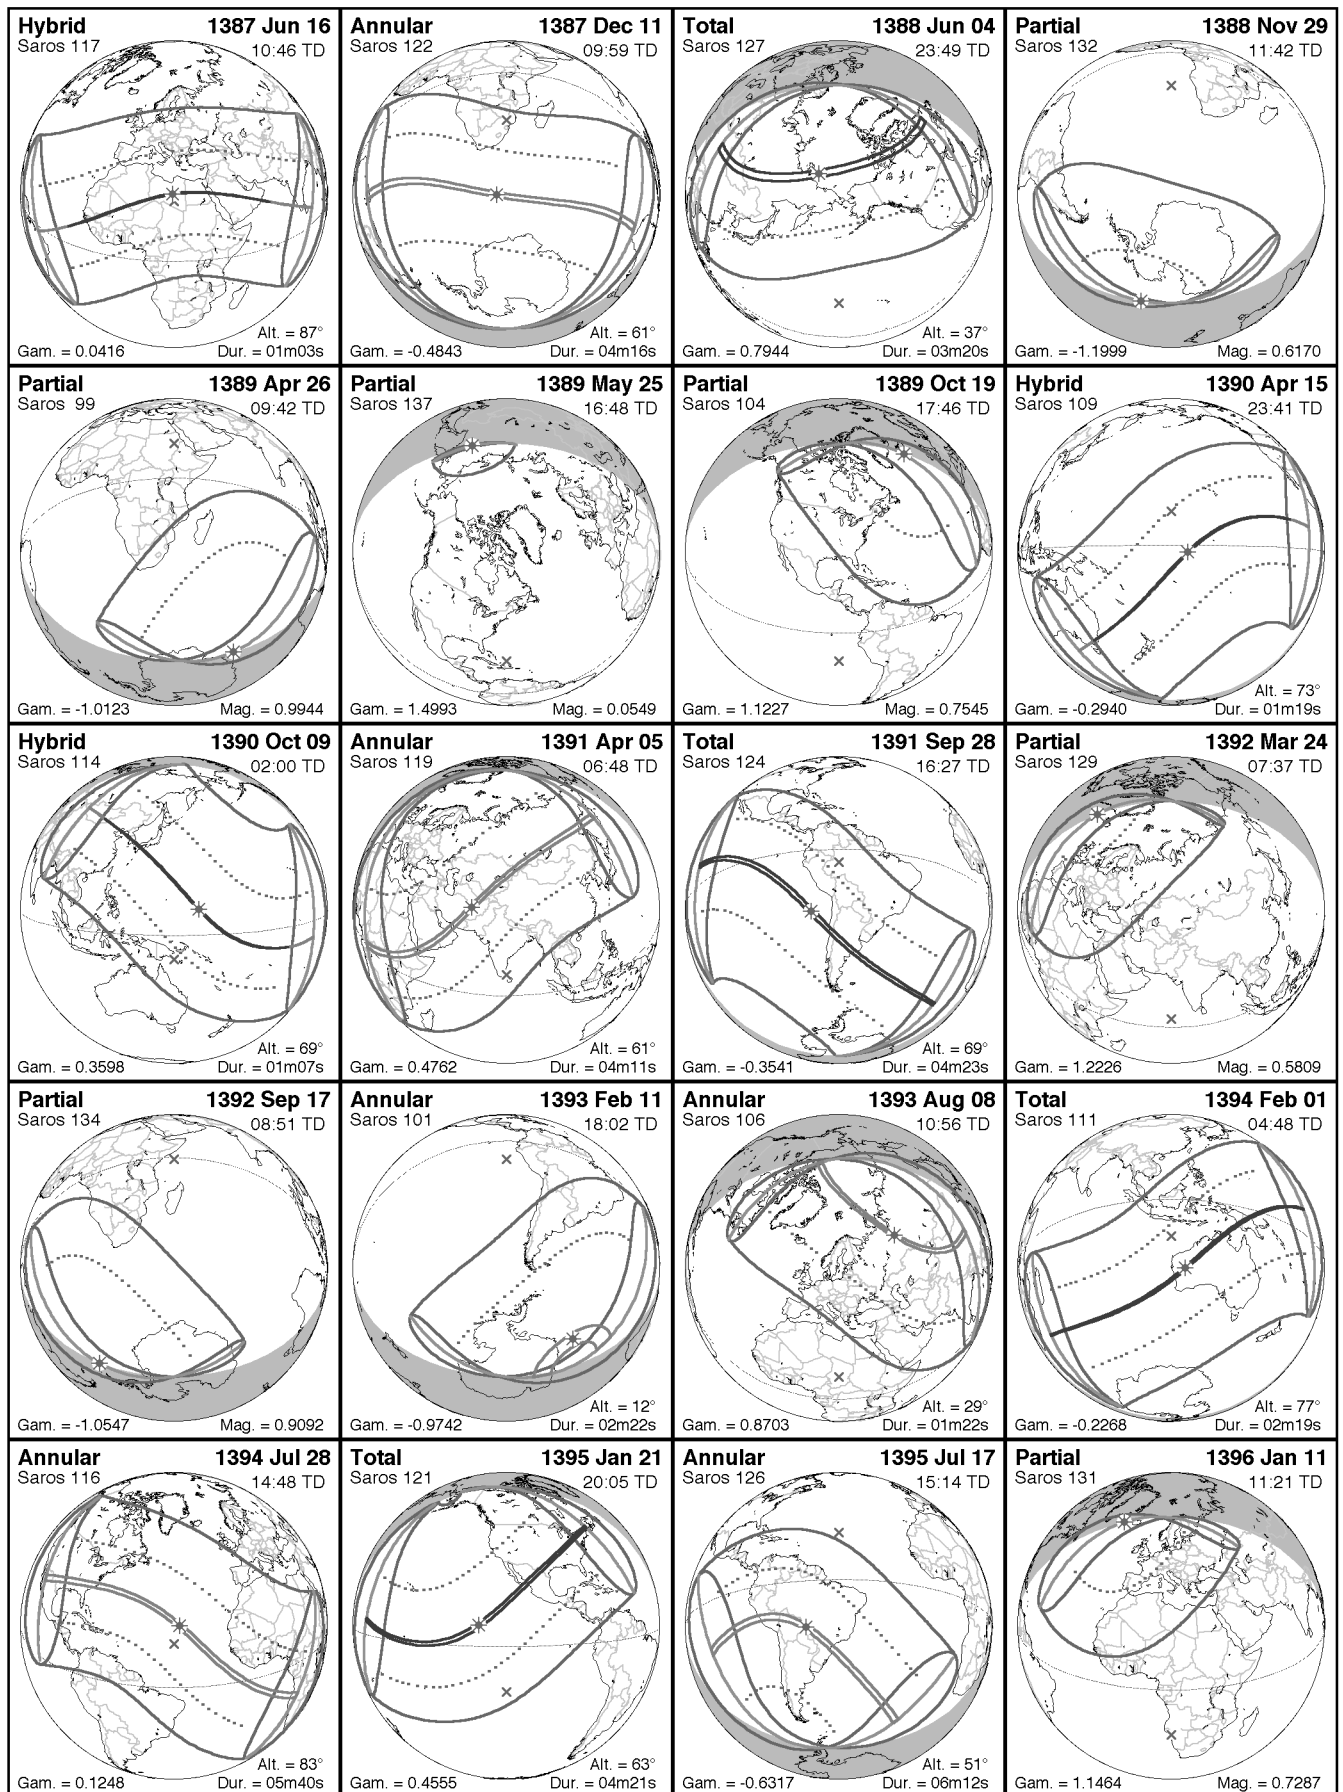 Hybrid 1387 Jun 16
Saros 117 10:46 TD
Alt. = 87°
Gam. = 0.0416 Dur. = 01m03s
Annular 1387 Dec 11
Saros 122 09:59 TD
Alt. = 61°
Gam. = -0.4843 Dur. = 04m16s
Total 1388 Jun 04
Saros 127 23:49 TD
Alt. = 37°
Gam. = 0.7944 Dur. = 03m20s
Partial 1388 Nov 29
Saros 132 11:42 TD
Gam. = -1.1999 Mag. = 0.6170
Partial 1389 Apr 26
Saros 99 09:42 TD
Gam. = -1.0123 Mag. = 0.9944
Partial 1389 May 25
Saros 137 16:48 TD
Gam. = 1.4993 Mag. = 0.0549
Partial 1389 Oct 19
Saros 104 17:46 TD
Gam. = 1.1227 Mag. = 0.7545
Hybrid 1390 Apr 15
Saros 109 23:41 TD
Alt. = 73°
Gam. = -0.2940 Dur. = 01m19s
Hybrid 1390 Oct 09
Saros 114 02:00 TD
Alt. = 69°
Gam. = 0.3598 Dur. = 01m07s
Annular 1391 Apr 05
Saros 119 06:48 TD
Alt. = 61°
Gam. = 0.4762 Dur. = 04m11s
Total 1391 Sep 28
Saros 124 16:27 TD
Alt. = 69°
Gam. = -0.3541 Dur. = 04m23s
Partial 1392 Mar 24
Saros 129 07:37 TD
Gam. = 1.2226 Mag. = 0.5809
Partial 1392 Sep 17
Saros 134 08:51 TD
Gam. = -1.0547 Mag. = 0.9092
Annular 1393 Feb 11
Saros 101 18:02 TD
Alt. = 12°
Gam. = -0.9742 Dur. = 02m22s
Annular 1393 Aug 08
Saros 106 10:56 TD
Alt. = 29°
Gam. = 0.8703 Dur. = 01m22s
Total 1394 Feb 01
Saros 111 04:48 TD
Alt. = 77°
Gam. = -0.2268 Dur. = 02m19s
Annular 1394 Jul 28
Saros 116 14:48 TD
Alt. = 83°
Gam. = 0.1248 Dur. = 05m40s
Total 1395 Jan 21
Saros 121 20:05 TD
Alt. = 63°
Gam. = 0.4555 Dur. = 04m21s
Annular 1395 Jul 17
Saros 126 15:14 TD
Alt. = 51°
Gam. = -0.6317 Dur. = 06m12s
Partial 1396 Jan 11
Saros 131 11:21 TD
Gam. = 1.1464 Mag. = 0.7287